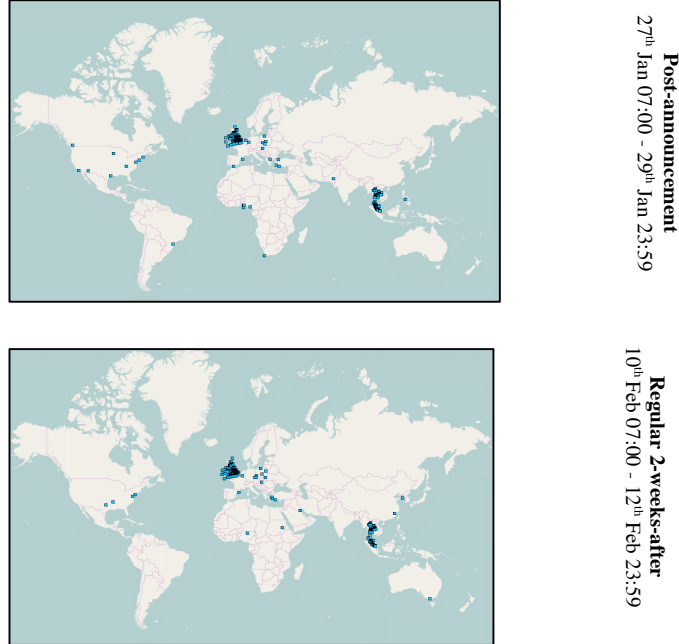 Post-announcement
27th Jan 07:00 - 29th Jan 23:59
Regular 2-weeks-after
10th Feb 07:00 - 12th Feb 23:59